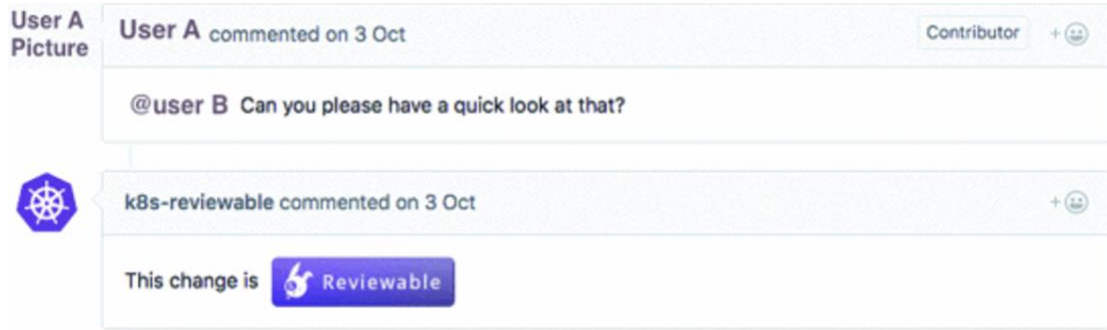 User A
Picture
User A commented on 3 Oct
Contributor
+
@user B Can you please have a quick look at that?
k8s-reviewable commented on 3 Oct
+
This change is Reviewable